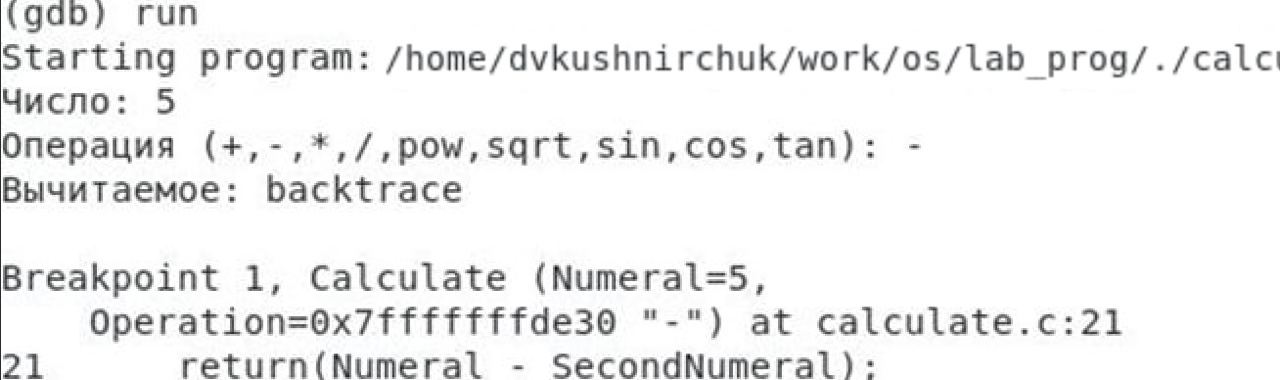 (gdb) run
Starting program: /home/dvkushnirchuk/work/os/lab_prog/./calcu
Число: 5
Операция (+,-,*,/,pow,sqrt,sin,cos,tan): -
Вычитаемое: backtrace
Breakpoint 1, Calculate (Numeral=5,
Operation=0x7fffffffde30 "-") at calculate.c:21
21 return(Numeral - SecondNumeral);